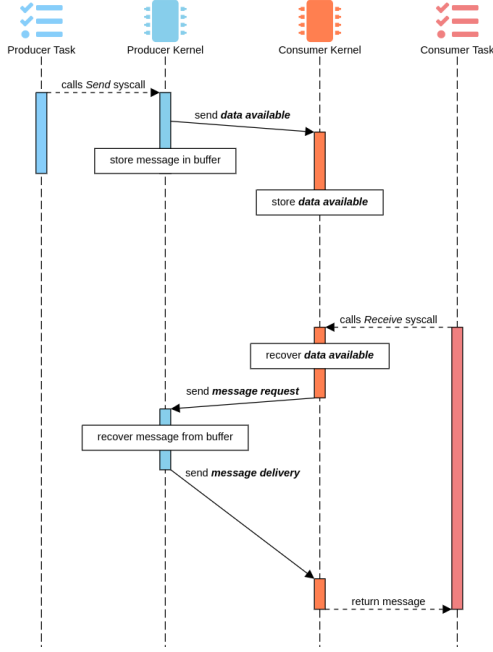 Producer Task
Producer Kernel
Consumer Kernel
Consumer Task
calls Send syscall
send data available
store message in buffer
store data available
calls Receive syscall
recover data available
send message request
recover message from buffer
send message delivery
return message